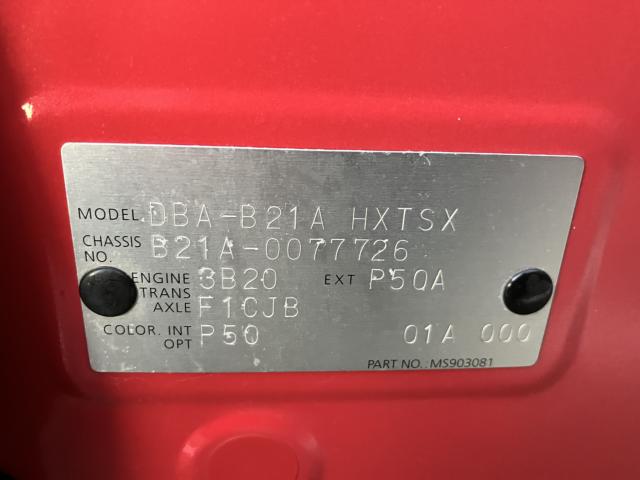 MODEL. DBA-B21A HXTSX
CHASSIS NO. B21A-0077726
ENGINE 3B20 EXT P50A
TRANS AXLE F1CJB
COLOR. INT OPT P50 01A 000
PART NO.: MS903081